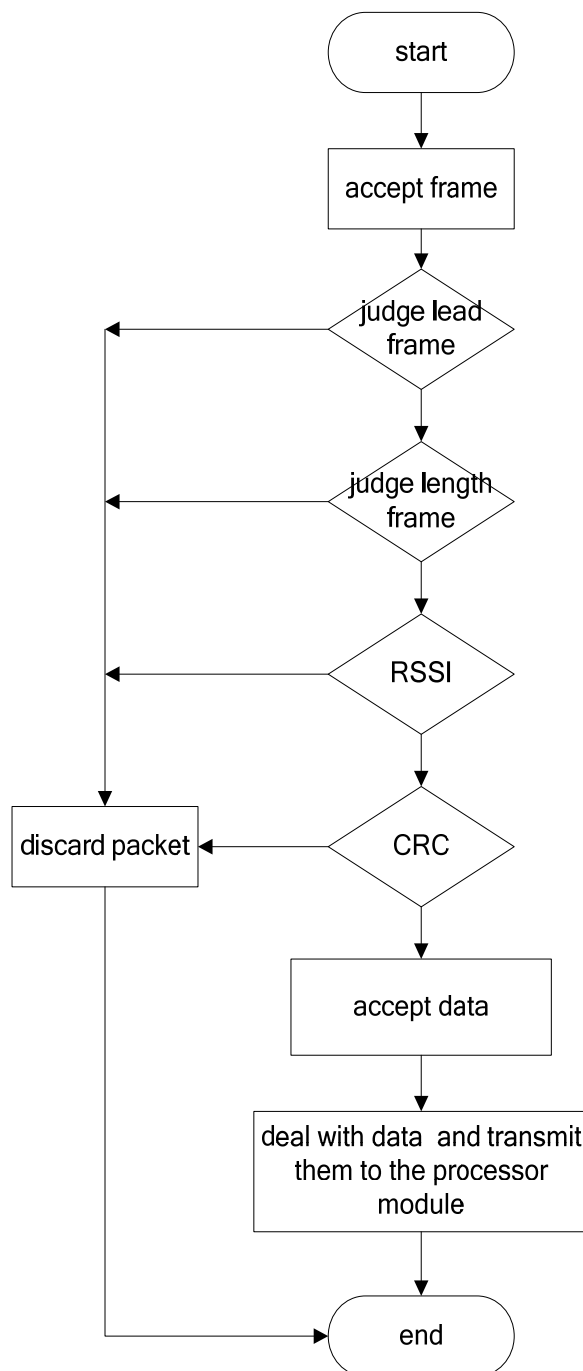 start
accept frame
judge lead
frame
judge length
frame
RSSI
discard packet
CRC
accept data
deal with data and transmit
them to the processor
module
end